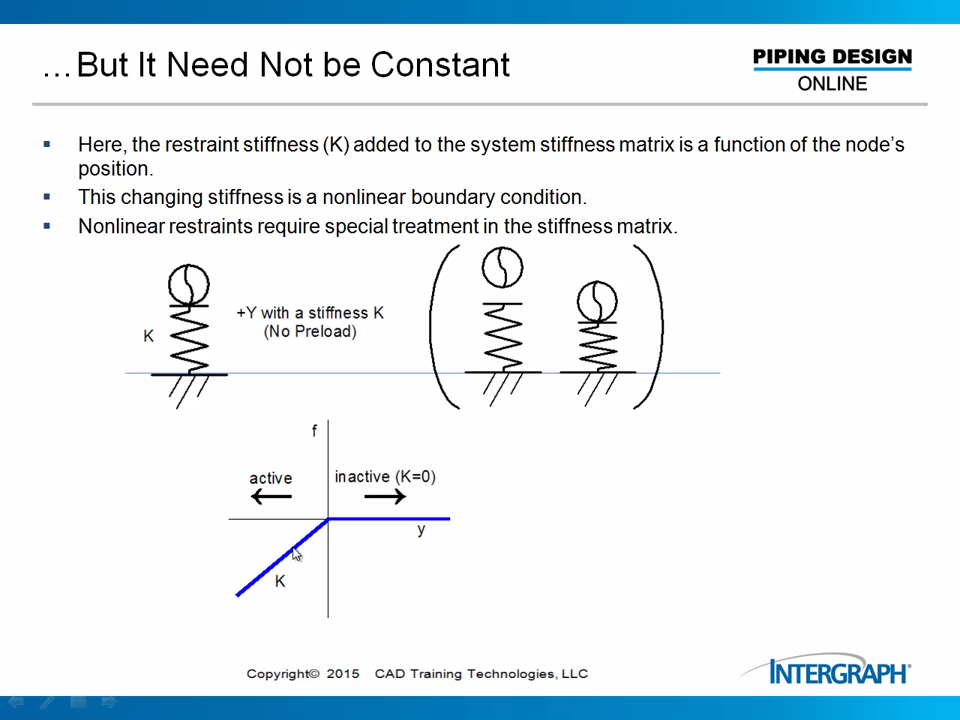 ...But It Need Not be Constant
PIPING DESIGN
ONLINE
Here, the restraint stiffness (K) added to the system stiffness matrix is a function of the node's
position.
This changing stiffness is a nonlinear boundary condition.
Nonlinear restraints require special treatment in the stiffness matrix.
K
+Y with a stiffness K
(No Preload)
f
active
inactive (K=0)
y
K
Copyright© 2015 CAD Training Technologies, LLC
INTERGRAPH®